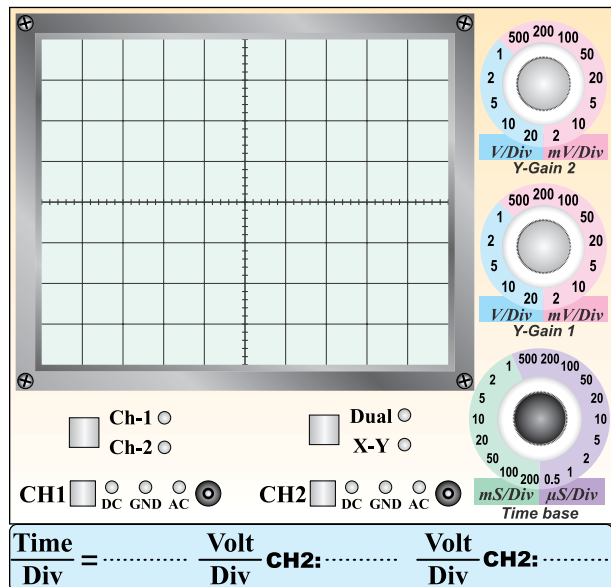 500 200 100
1 50
2 20
5 10
10 2
20
V/Div mV/Div
Y-Gain 2
500 200 100
1 50
2 20
5 5
10 10
20 2
V/Div mV/Div
Y-Gain 1
500 200
1 100
2 50
5 20
10 10
20 5
50 2
100 1
200 0.5
mS/Div µS/Div
Time base
Ch-1
Ch-2
Dual
X-Y
CH1 DC GND AC
CH2 DC GND AC
Time/Div = ............ Volt/Div CH2: .......... Volt/Div CH2: ..........